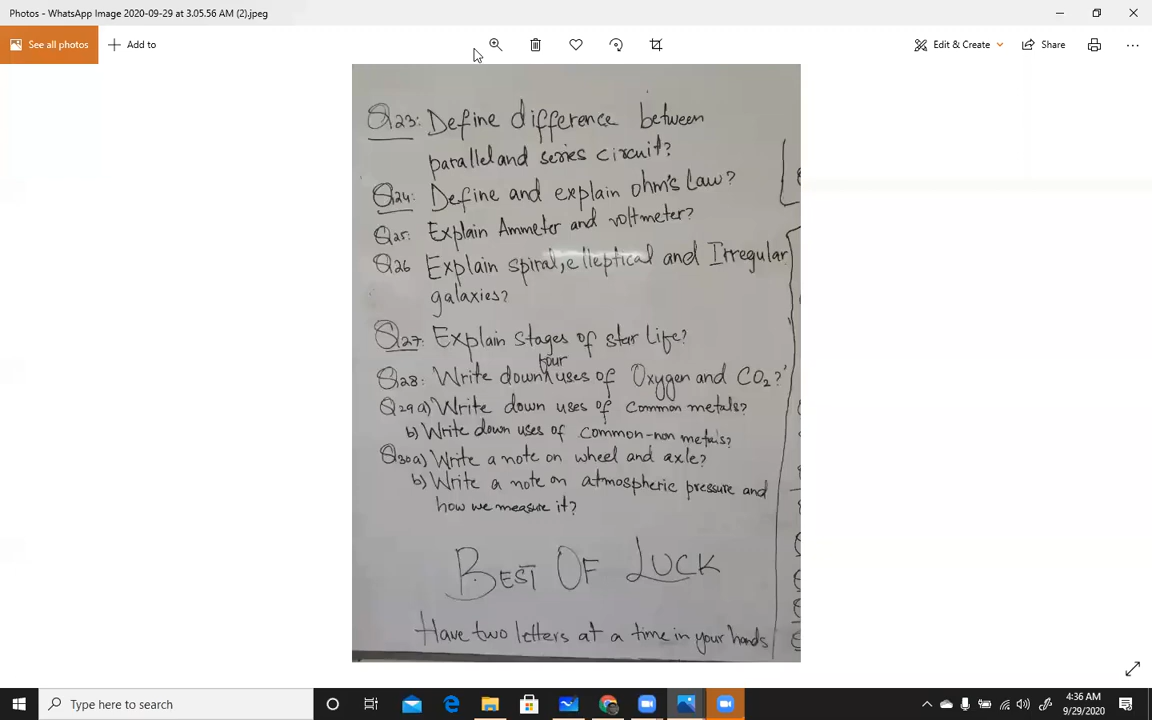 Photos - WhatsApp Image 2020-09-29 at 3.05.56 AM (2).jpeg
See all photos
Add to
Edit & Create
Share
Q23: Define difference between
parallel and series circuit?
Q24: Define and explain ohm's Law?
Q25: Explain Ammeter and voltmeter?
Q26 Explain spiral, elleptical and Irregular
galaxies?
Q27: Explain stages of star life?
four
Q28: Write down uses of Oxygen and CO2?
Q29 a) Write down uses of common metals?
b) Write down uses of common-non metals?
Q30 a) Write a note on wheel and axle?
b) Write a note on atmospheric pressure and
how we measure it?
BEST OF LUCK
Have two letters at a time in your hands
Type here to search
4:36 AM
9/29/2020